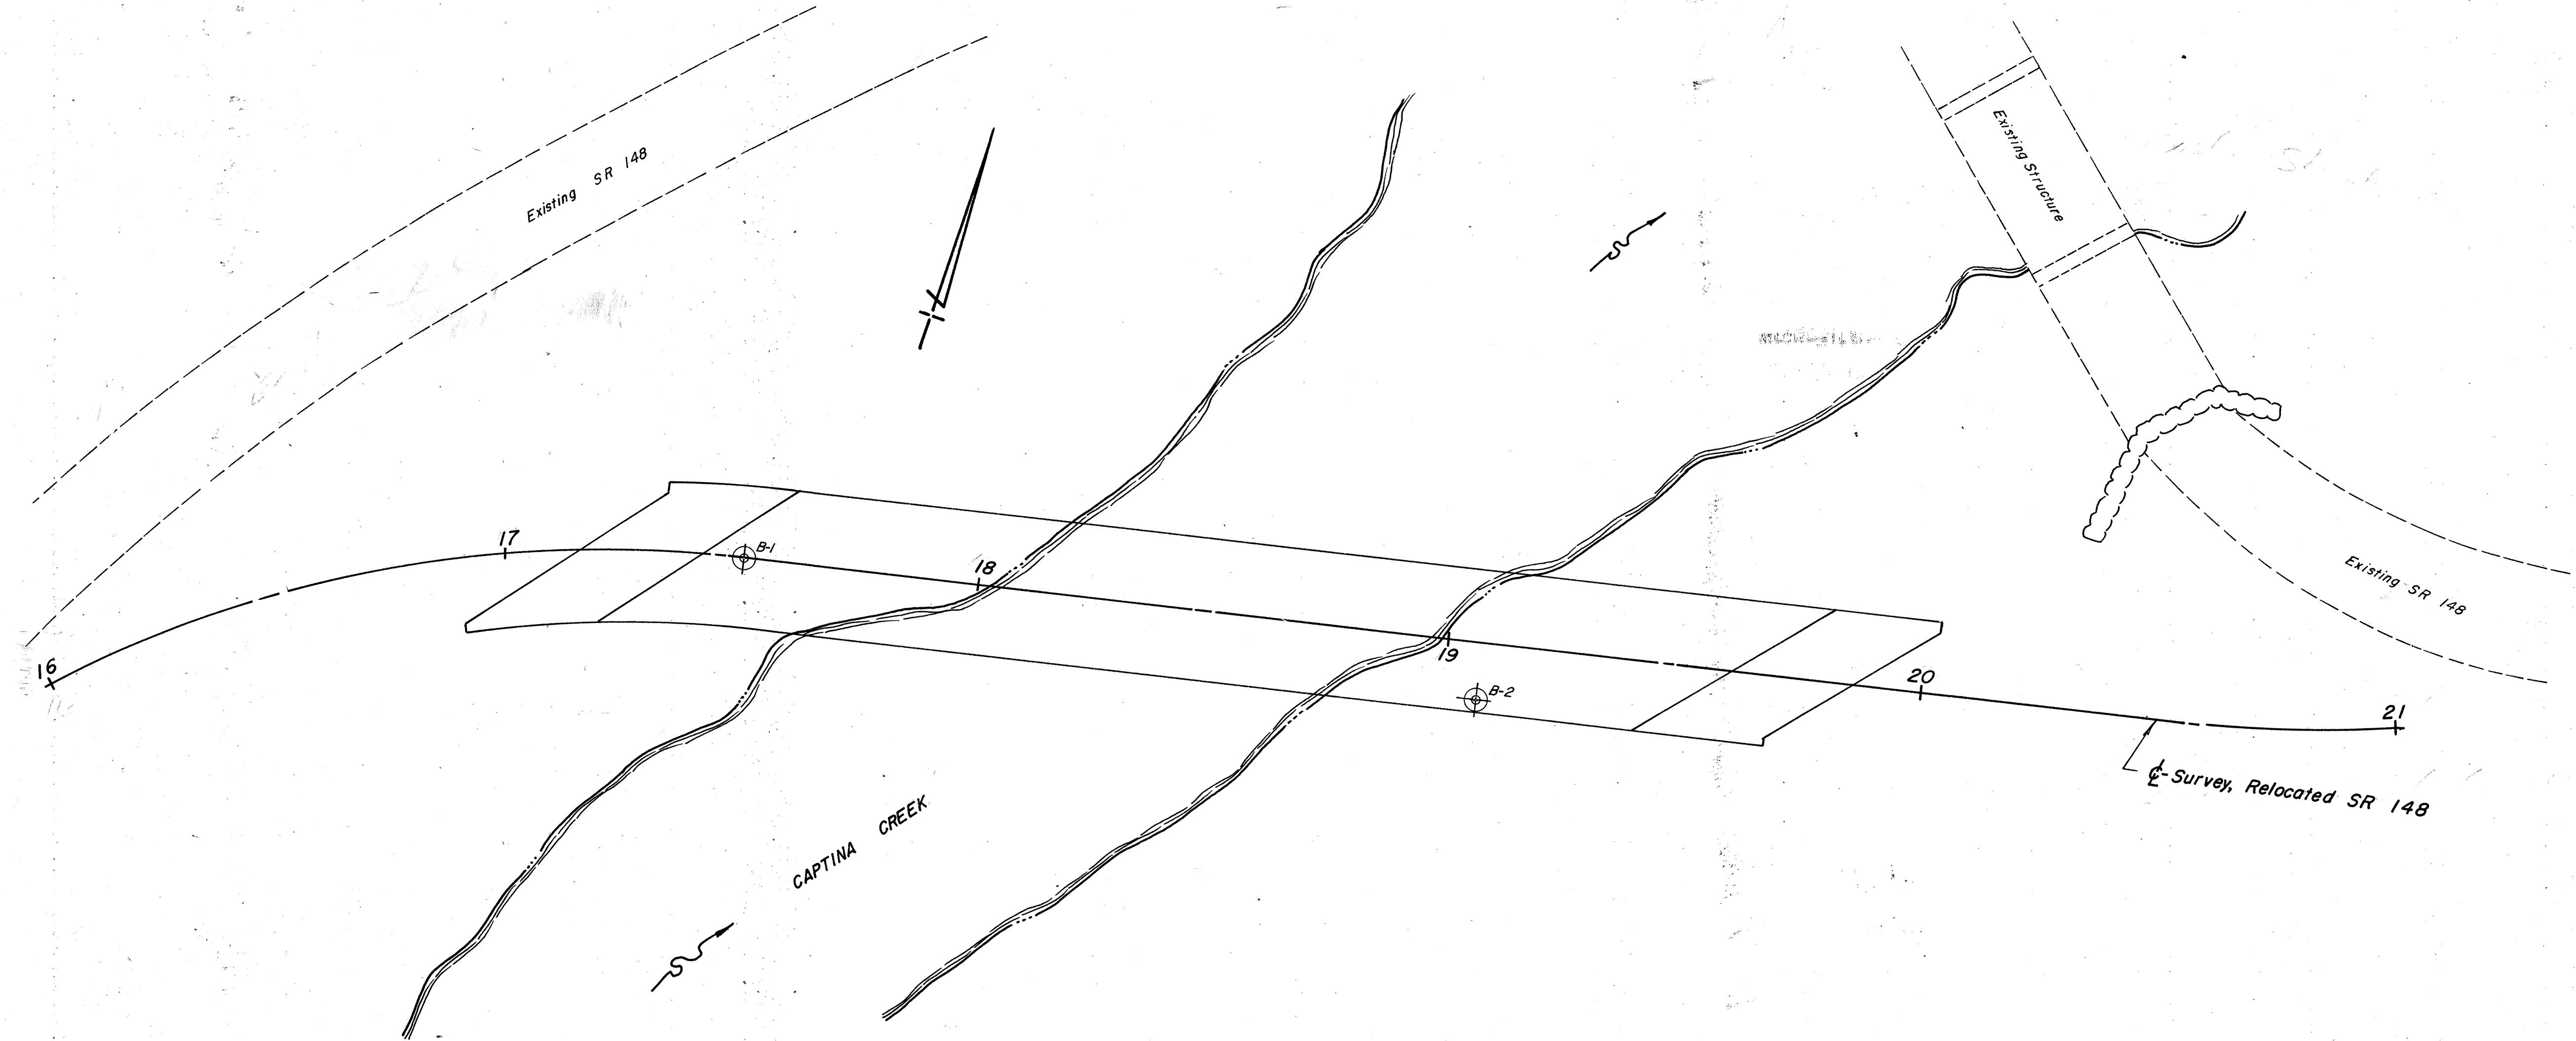 Existing SR 148
Existing Structure
N
17
B-1
18
16
19
B-2
20
21
Existing SR 148
℄ Survey, Relocated SR 148
CAPTINA CREEK